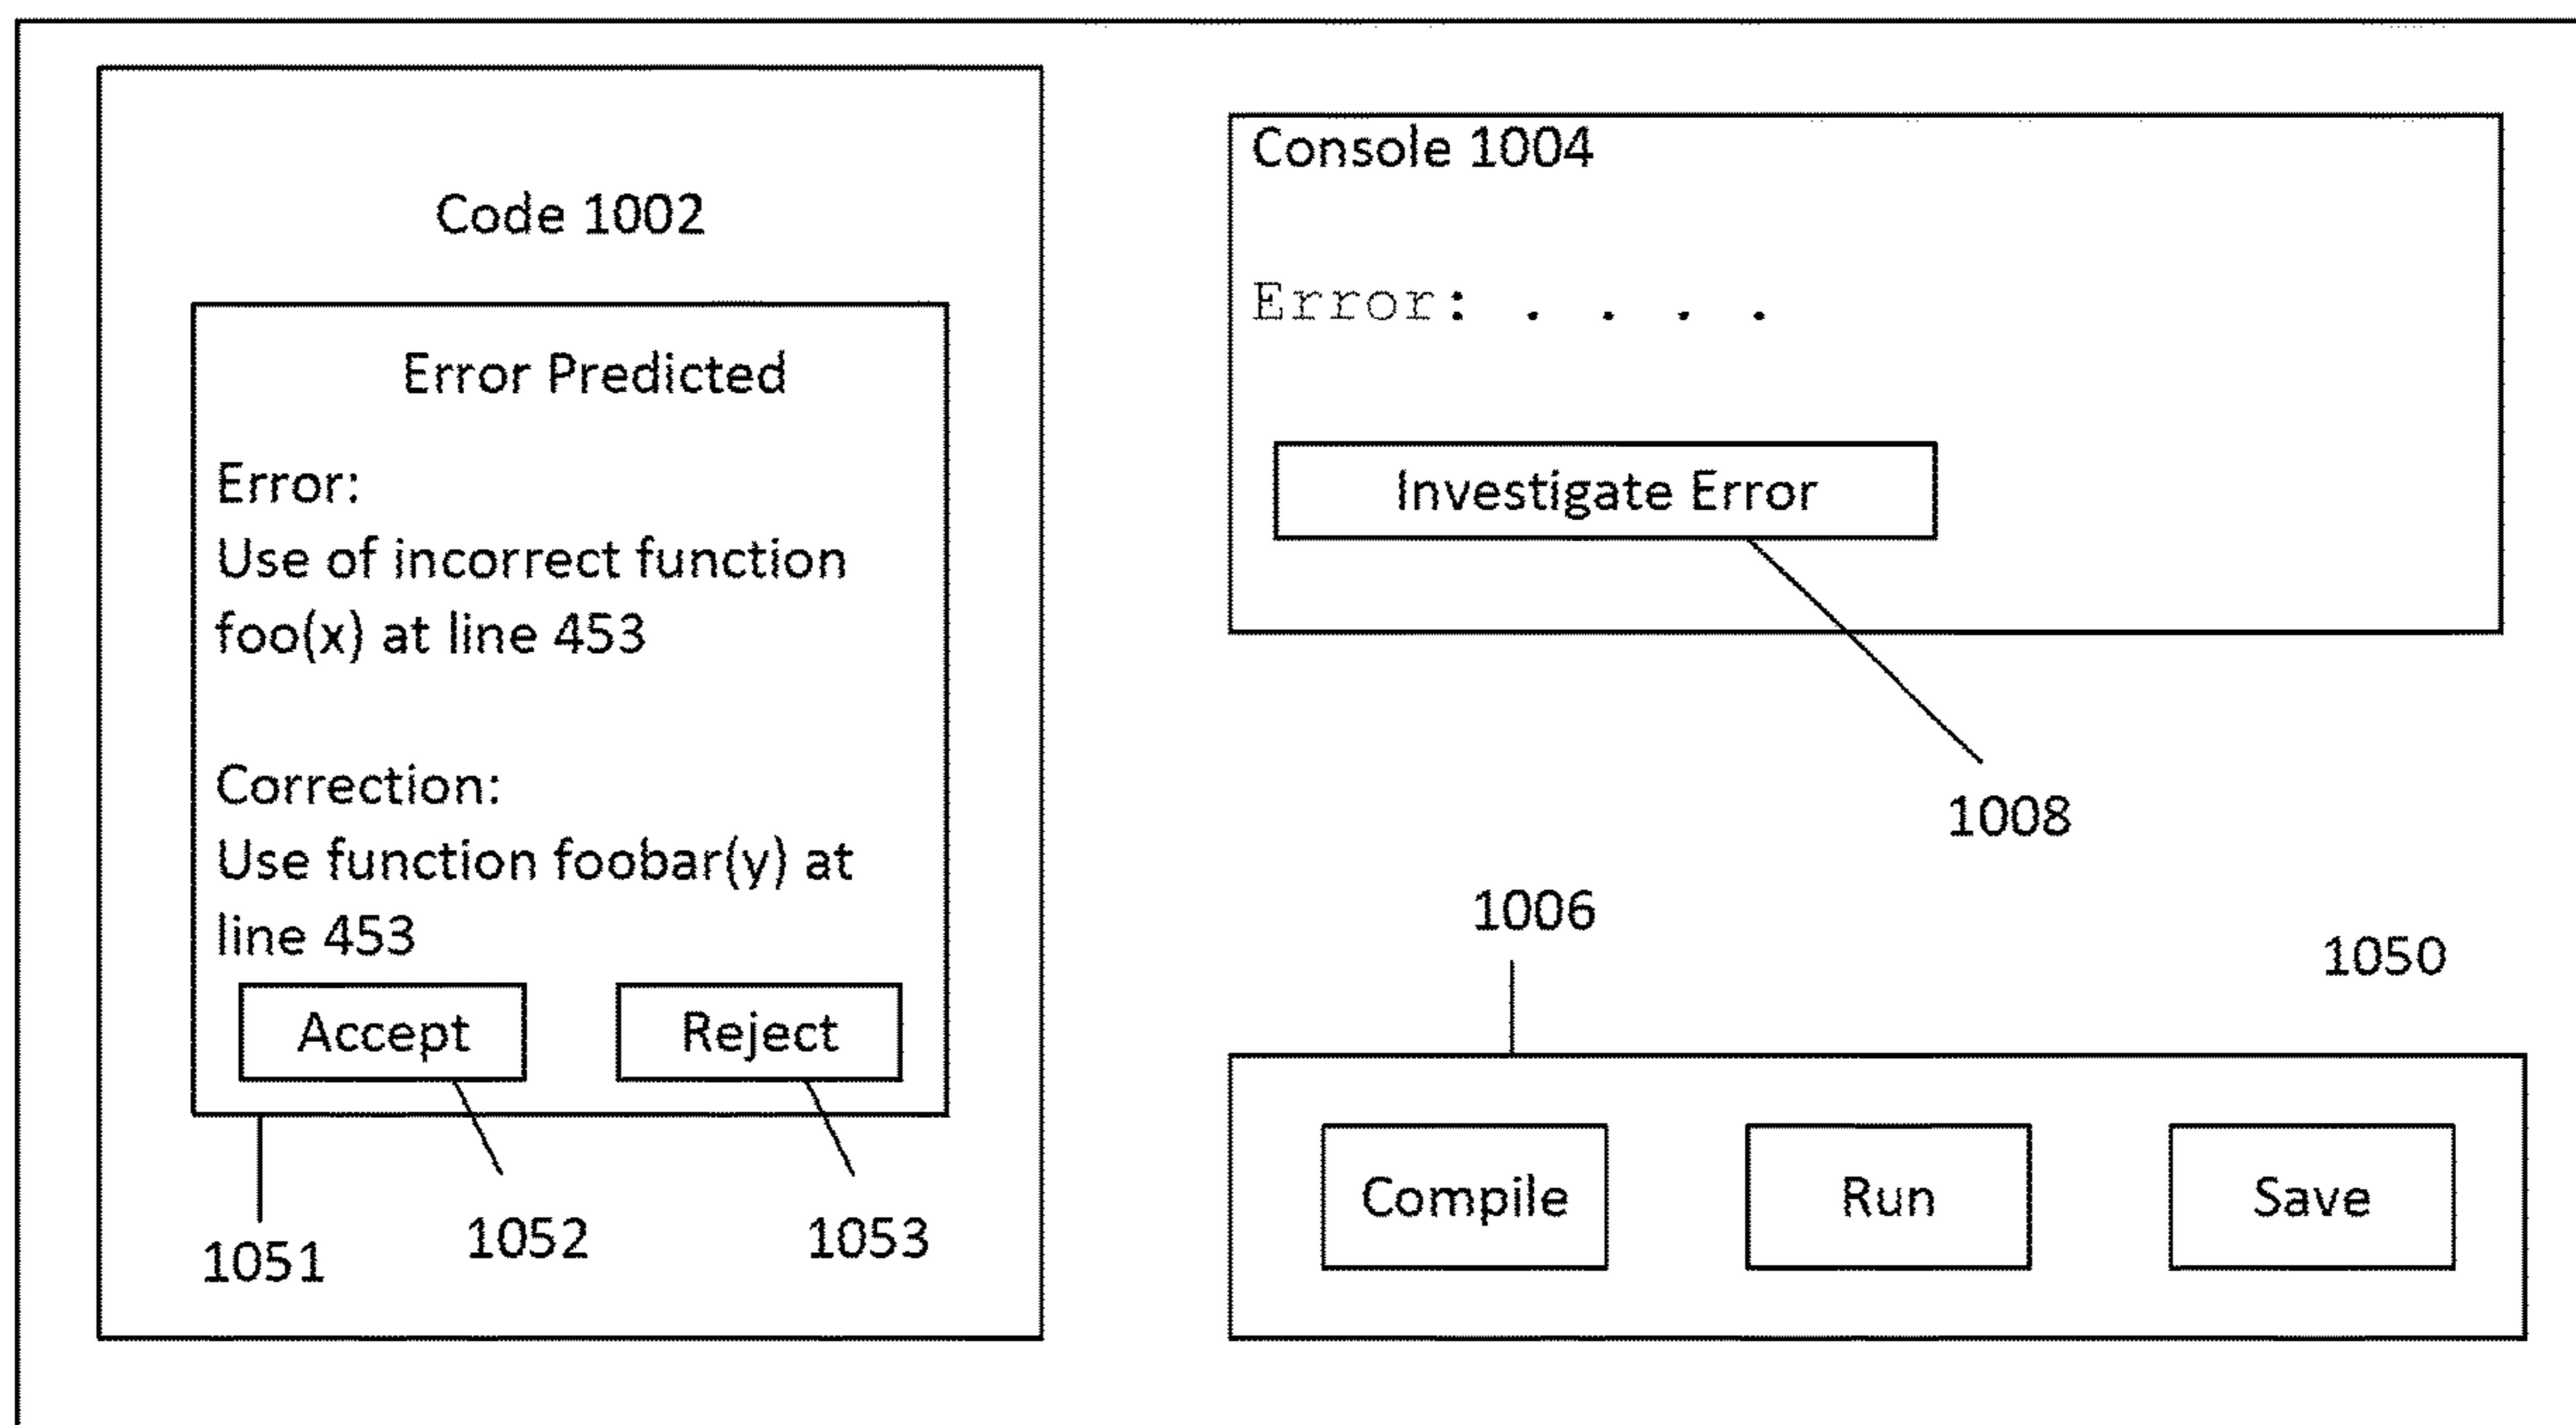 Code 1002
Error Predicted
Error:
Use of incorrect function
foo(x) at line 453
Correction:
Use function foobar(y) at
line 453
Accept
Reject
1051
1052
1053
Console 1004
Error: . . . .
Investigate Error
1008
1006
1050
Compile
Run
Save